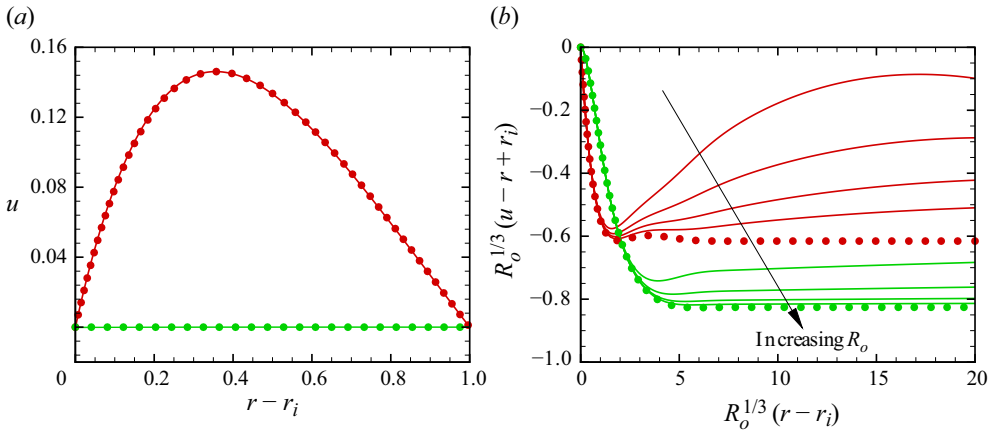 (a)
0.16
0.12
0.08
0.04
u
0 0.2 0.4 0.6 0.8 1.0
r − r_i
(b)
0
−0.2
−0.4
−0.6
−0.8
−1.0
R_o^{1/3} (u − r + r_i)
Increasing R_o
0 5 10 15 20
R_o^{1/3} (r − r_i)